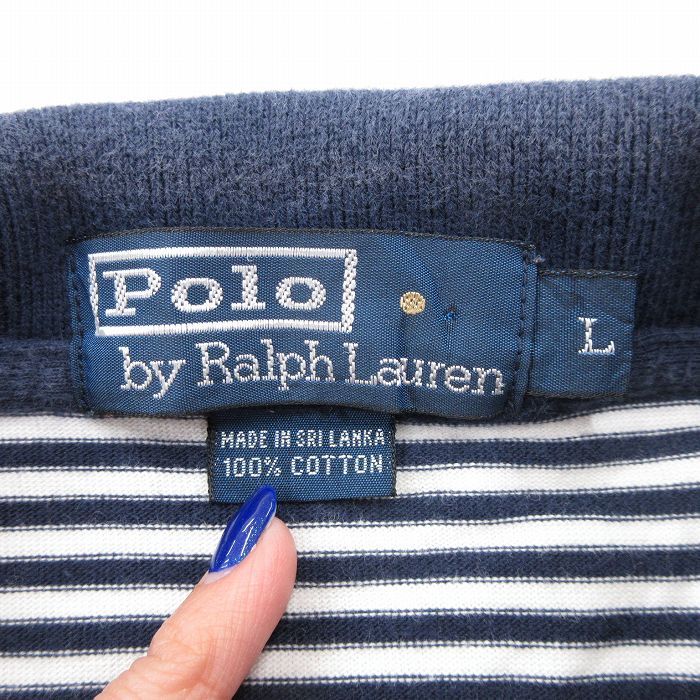 Polo
by Ralph Lauren
L
MADE IN SRI LANKA
100% COTTON